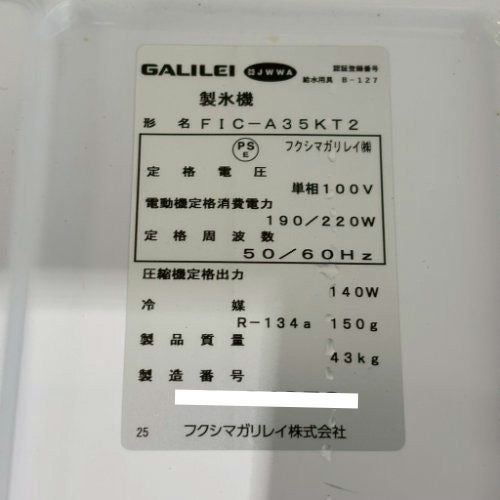 GALILEI JWWA 認証登録番号
給水用具 B-127
製氷機
形名 FIC-A35KT2
PS E フクシマガリレイ㈱
定格電圧
単相100V
電動機定格消費電力
190/220W
定格周波数
50/60Hz
圧縮機定格出力
140W
冷媒
R-134a 150g
製品質量
43kg
製造番号
25 フクシマガリレイ株式会社